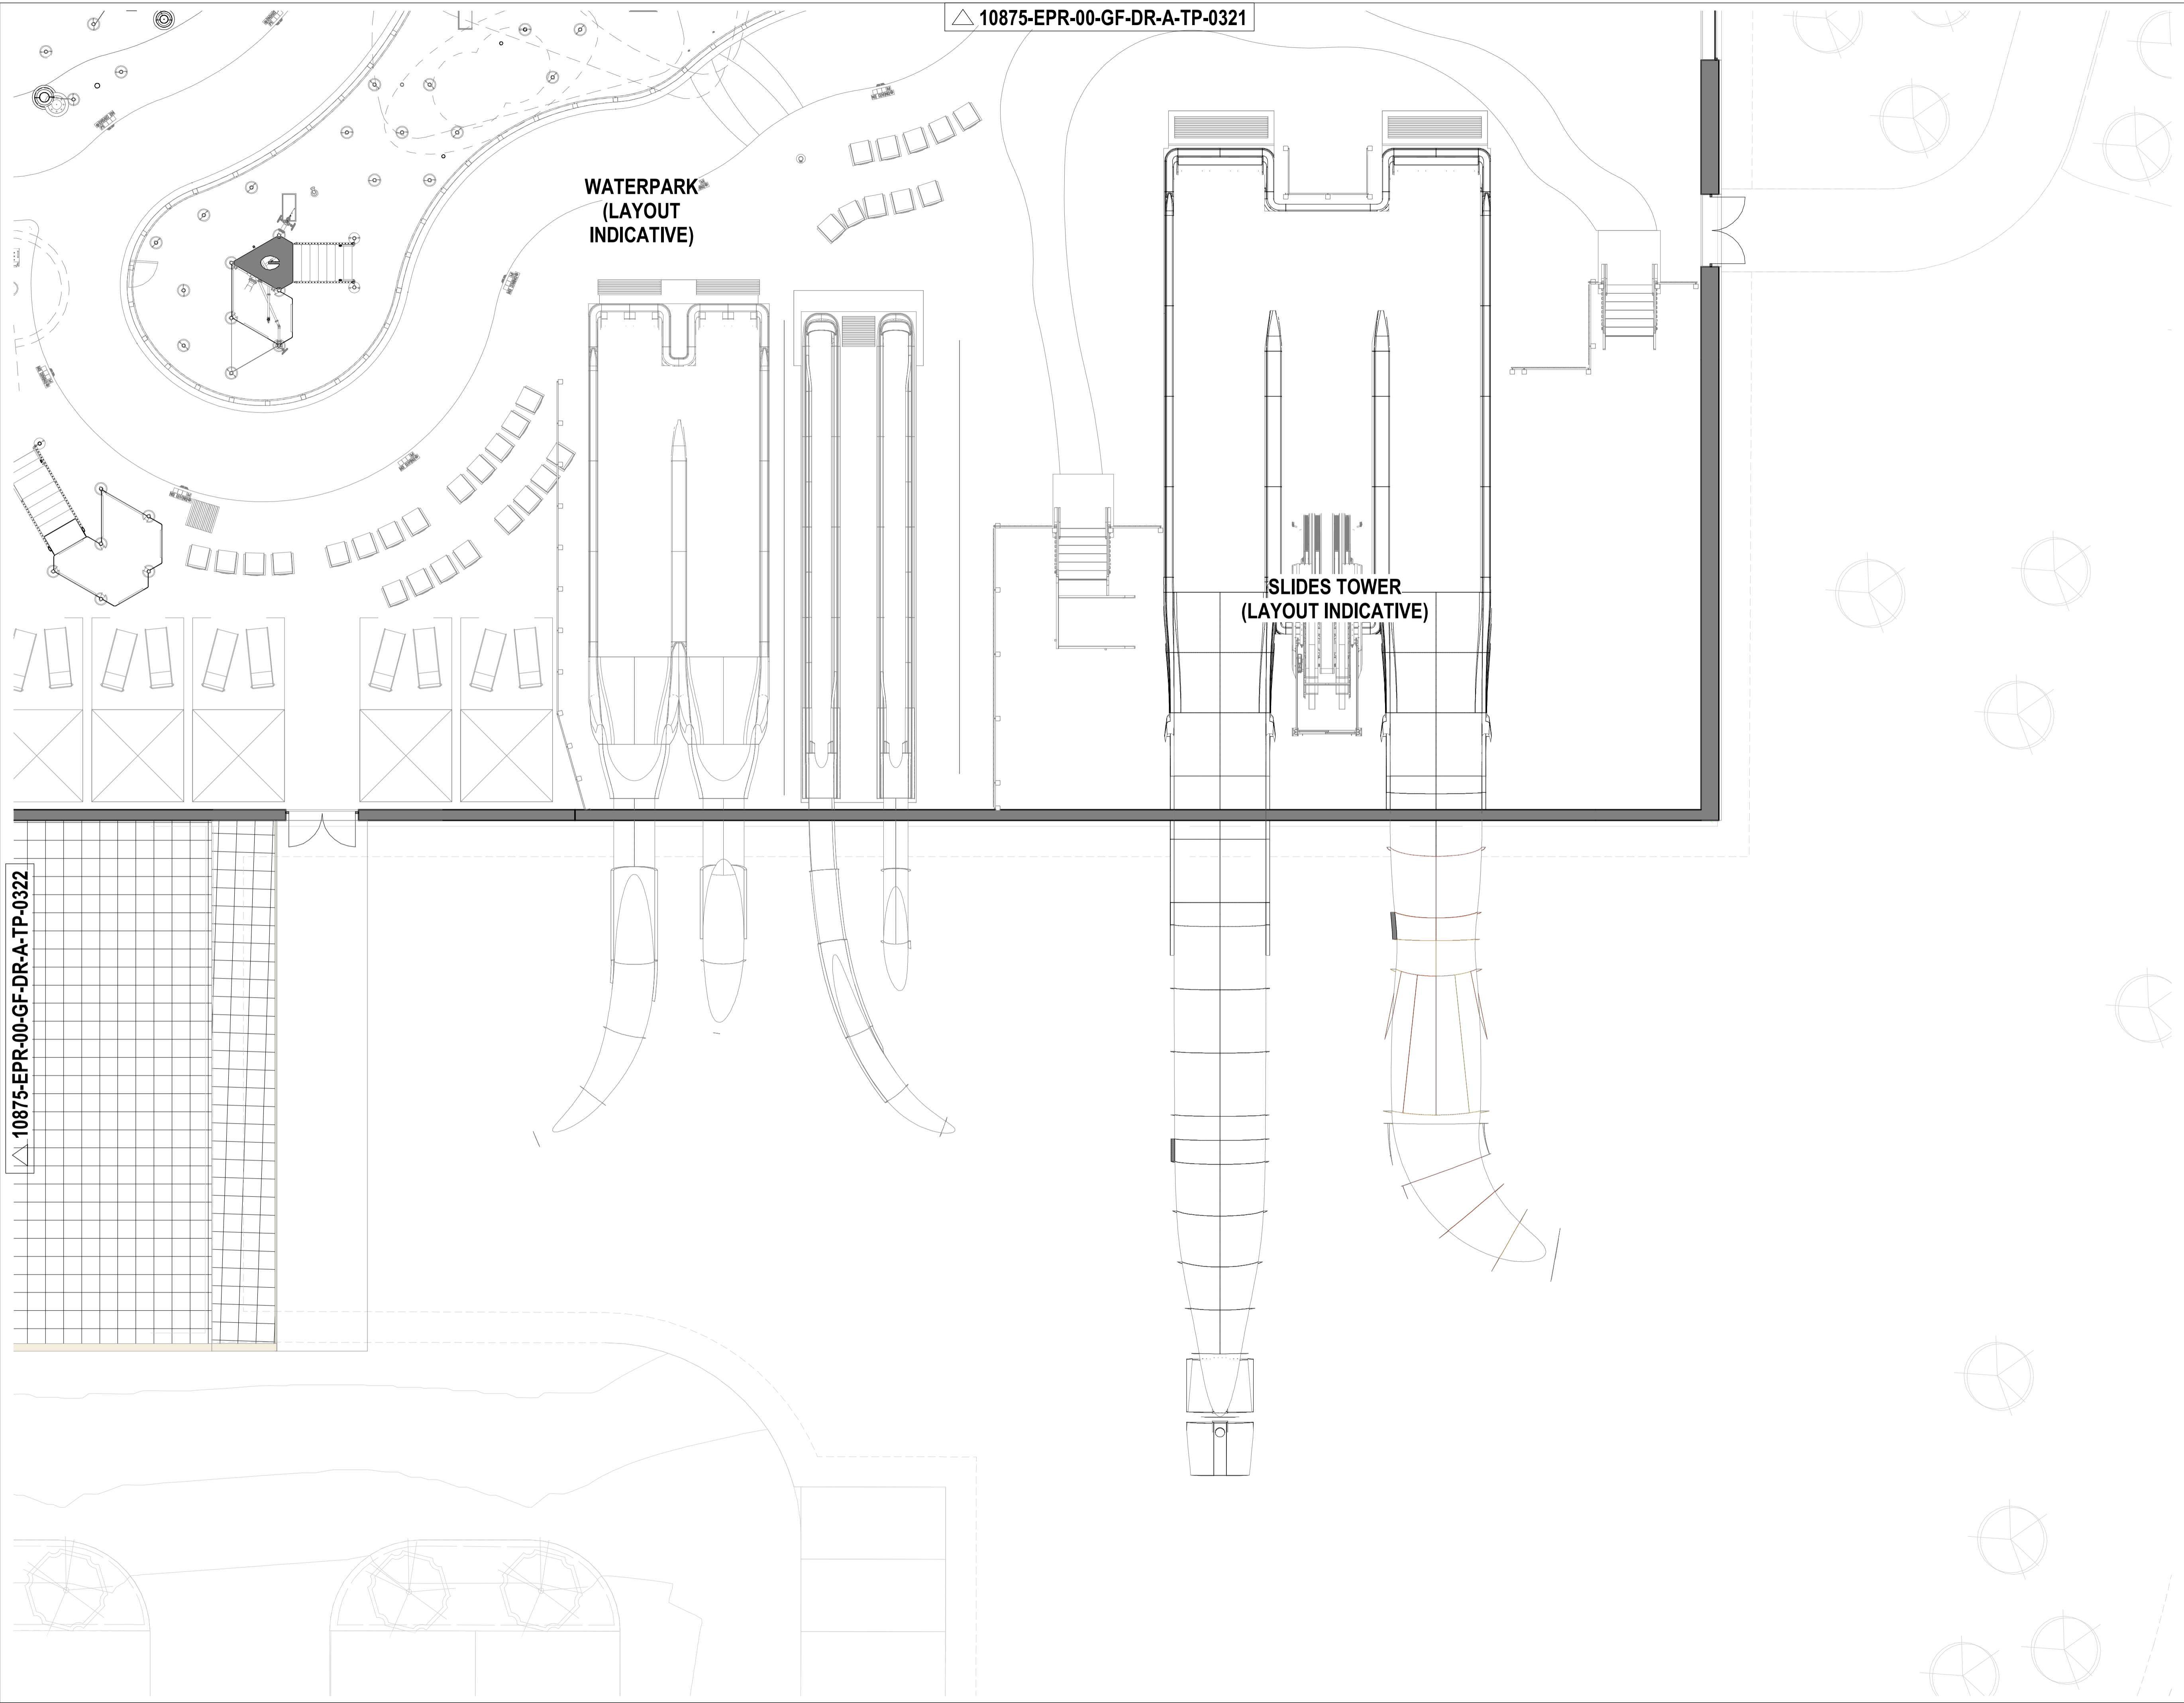 △ 10875-EPR-00-GF-DR-A-TP-0321
WATERPARK
(LAYOUT
INDICATIVE)
SLIDES TOWER
(LAYOUT INDICATIVE)
△ 10875-EPR-00-GF-DR-A-TP-0322